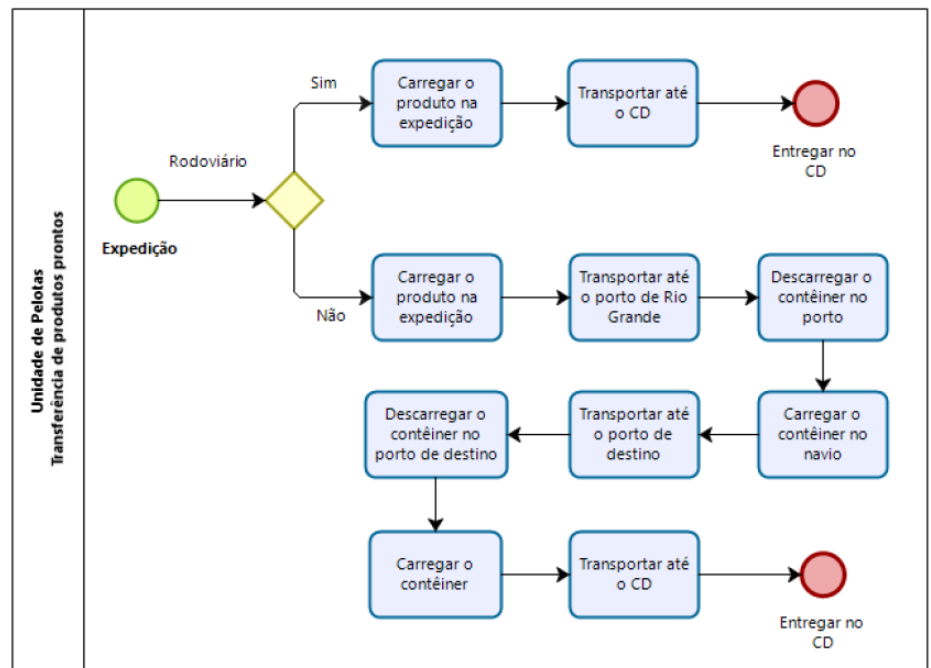 Unidade de Pelotas
Transferência de produtos prontos
Expedição
Rodoviário
Sim
Carregar o
produto na
expedição
Transportar até
o CD
Entregar no
CD
Não
Carregar o
produto na
expedição
Transportar até
o porto de Rio
Grande
Descarregar o
contêiner no
porto
Carregar o
contêiner no
navio
Transportar até
o porto de
destino
Descarregar o
contêiner no
porto de destino
Carregar o
contêiner
Transportar até
o CD
Entregar no
CD